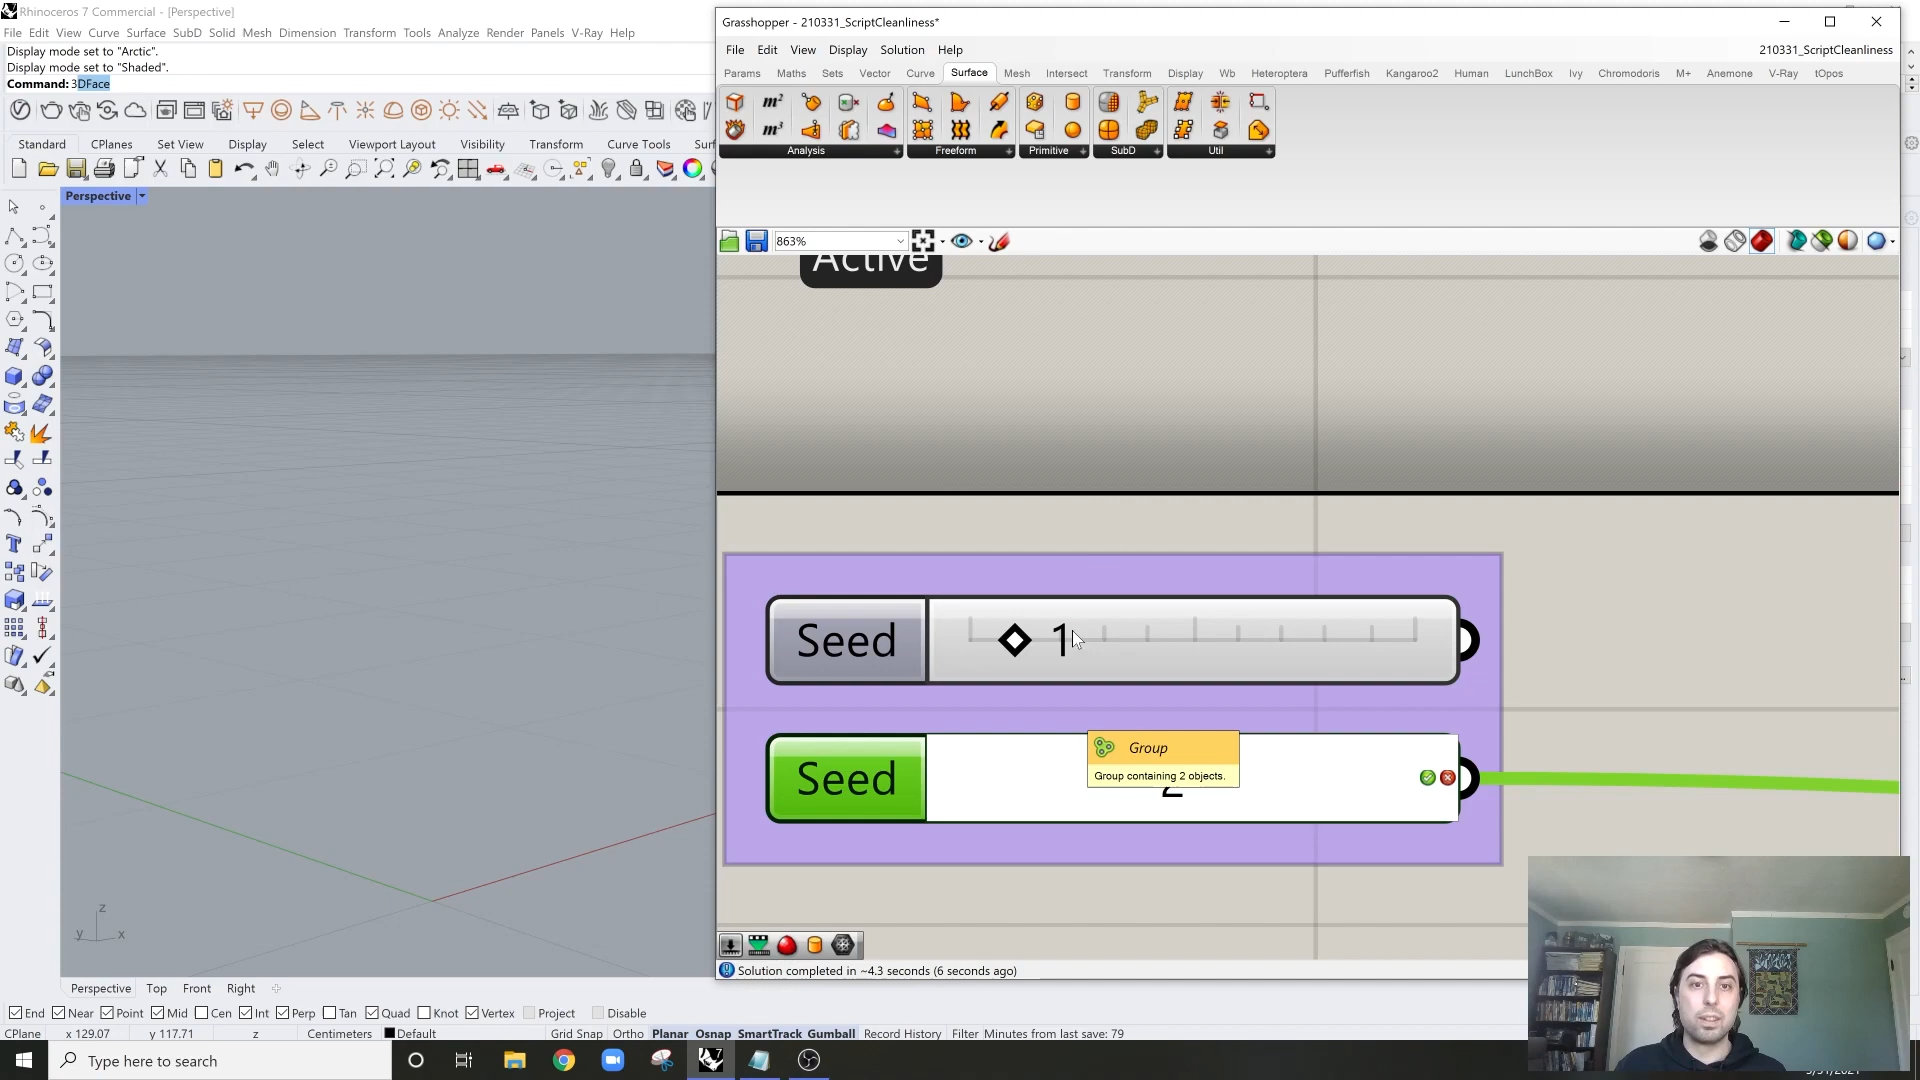 Rhinoceros 7 Commercial - [Perspective]
File Edit View Curve Surface SubD Solid Mesh Dimension Transform Tools Analyze Render Panels V-Ray Help
Display mode set to "Arctic".
Display mode set to "Shaded".
Command: 3DFace
Standard CPlanes Set View Display Select Viewport Layout Visibility Transform Curve Tools Surf
Perspective
Grasshopper - 210331_ScriptCleanliness*
File Edit View Display Solution Help 210331_ScriptCleanliness
Params Maths Sets Vector Curve Surface Mesh Intersect Transform Display Wb Heteroptera Pufferfish Kangaroo2 Human LunchBox Ivy Chromodoris M+ Anemone V-Ray tOpos
m² m³
Analysis Freeform Primitive SubD Util
863%
Active
Seed 1
Seed 2
Group
Group containing 2 objects.
Solution completed in ~4.3 seconds (6 seconds ago)
z
y x
Perspective Top Front Right
End Near Point Mid Cen Int Perp Tan Quad Knot Vertex Project Disable
CPlane x 129.07 y 117.71 z Centimeters Default Grid Snap Ortho Planar Osnap SmartTrack Gumball Record History Filter Minutes from last save: 79
Type here to search